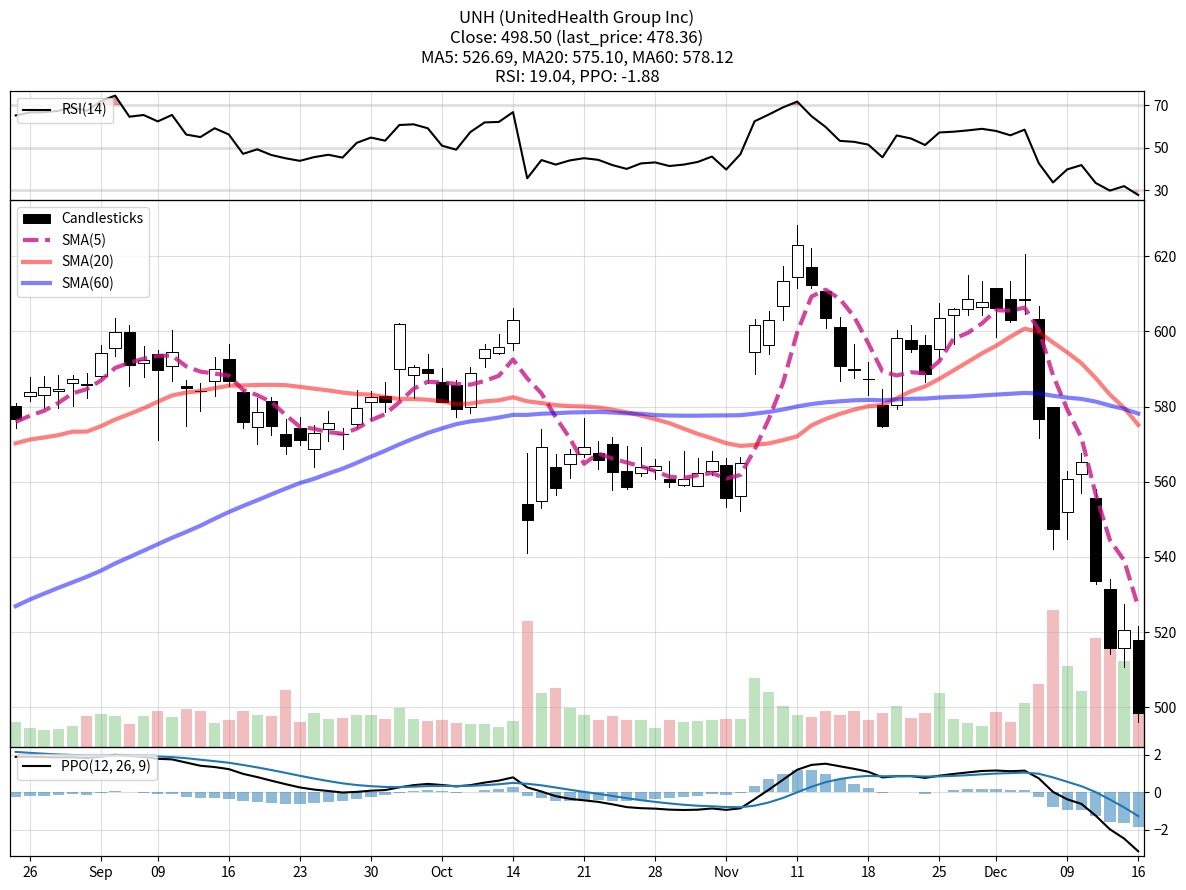 UNH (UnitedHealth Group Inc)
Close: 498.50 (last_price: 478.36)
MA5: 526.69, MA20: 575.10, MA60: 578.12
RSI: 19.04, PPO: -1.88
RSI(14)
70
50
30
Candlesticks
SMA(5)
SMA(20)
SMA(60)
620
600
580
560
540
520
500
PPO(12, 26, 9)
2
0
−2
26 Sep 09 16 23 30 Oct 14 21 28 Nov 11 18 25 Dec 09 16